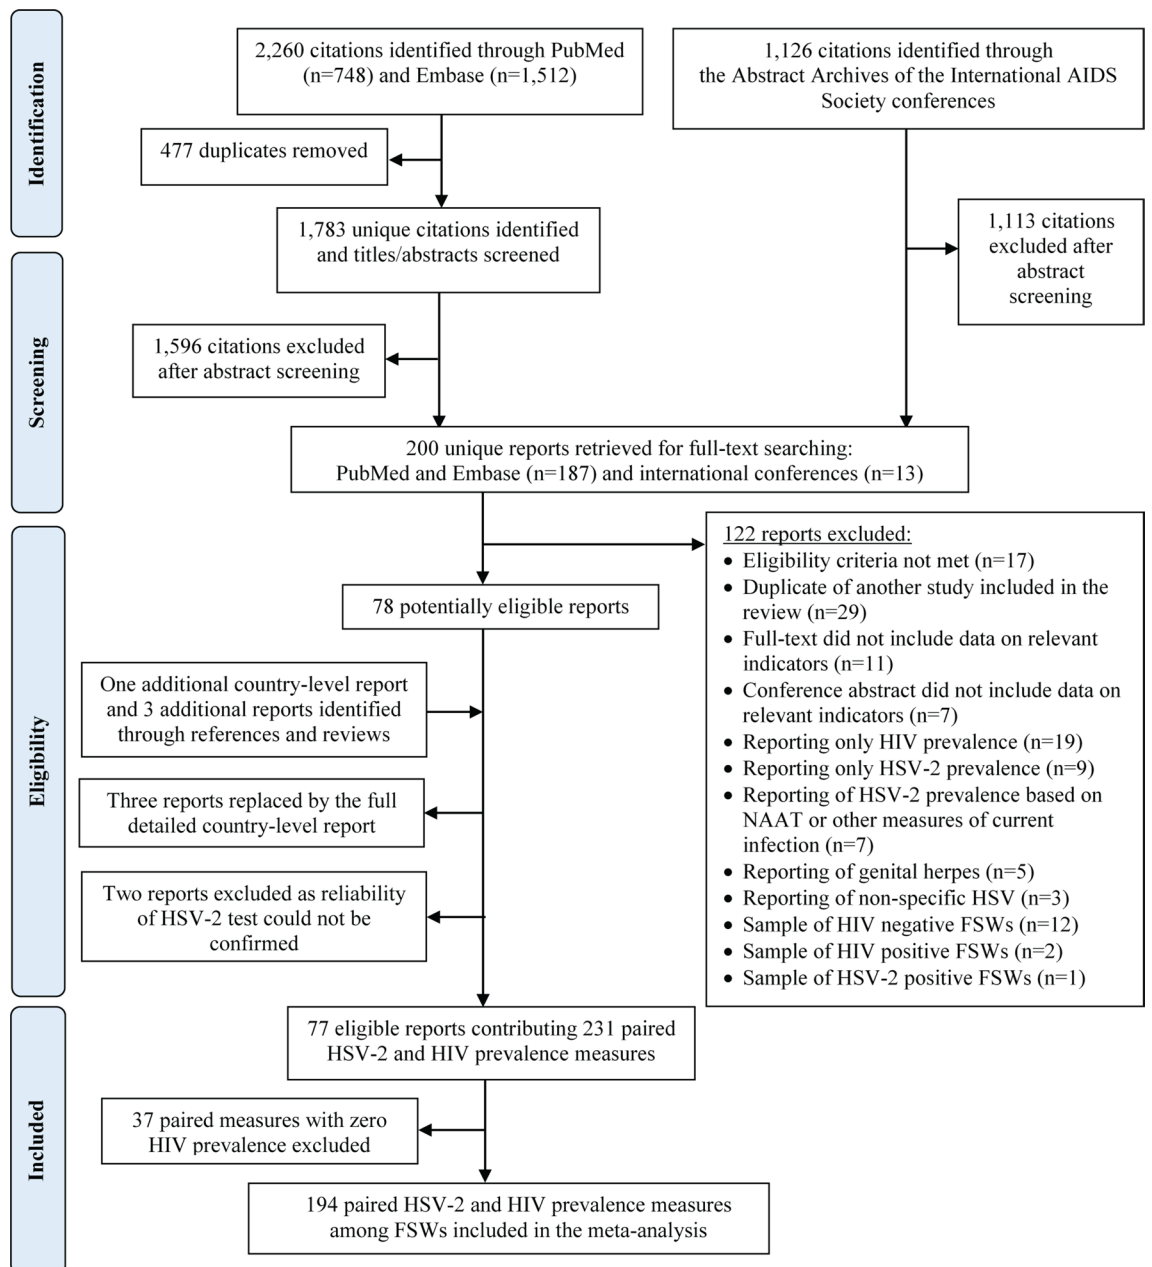 Identification
2,260 citations identified through PubMed
(n=748) and Embase (n=1,512)
1,126 citations identified through
the Abstract Archives of the International AIDS
Society conferences
477 duplicates removed
1,783 unique citations identified
and titles/abstracts screened
1,113 citations
excluded after
abstract
screening
Screening
1,596 citations excluded
after abstract screening
200 unique reports retrieved for full-text searching:
PubMed and Embase (n=187) and international conferences (n=13)
Eligibility
122 reports excluded:
• Eligibility criteria not met (n=17)
• Duplicate of another study included in the
review (n=29)
• Full-text did not include data on relevant
indicators (n=11)
• Conference abstract did not include data on
relevant indicators (n=7)
• Reporting only HIV prevalence (n=19)
• Reporting only HSV-2 prevalence (n=9)
• Reporting of HSV-2 prevalence based on
NAAT or other measures of current
infection (n=7)
• Reporting of genital herpes (n=5)
• Reporting of non-specific HSV (n=3)
• Sample of HIV negative FSWs (n=12)
• Sample of HIV positive FSWs (n=2)
• Sample of HSV-2 positive FSWs (n=1)
78 potentially eligible reports
One additional country-level report
and 3 additional reports identified
through references and reviews
Three reports replaced by the full
detailed country-level report
Two reports excluded as reliability
of HSV-2 test could not be
confirmed
Included
77 eligible reports contributing 231 paired
HSV-2 and HIV prevalence measures
37 paired measures with zero
HIV prevalence excluded
194 paired HSV-2 and HIV prevalence measures
among FSWs included in the meta-analysis